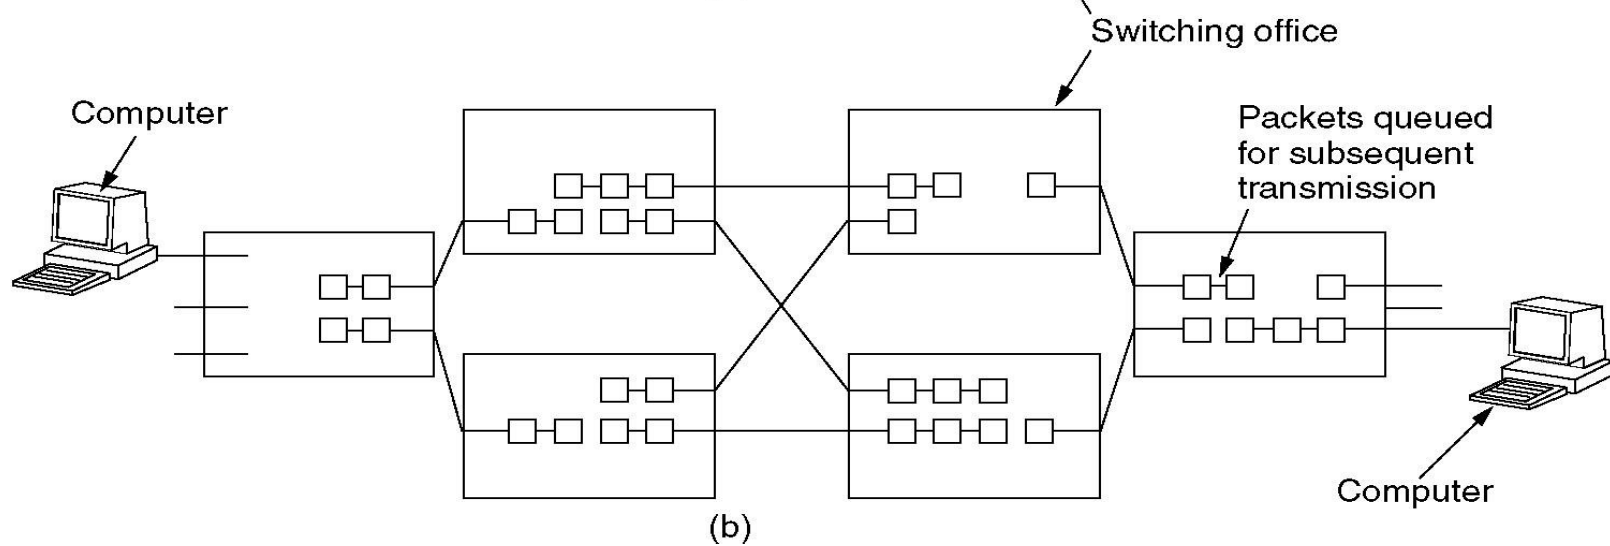 Switching office
Computer
Packets queued
for subsequent
transmission
Computer
(b)